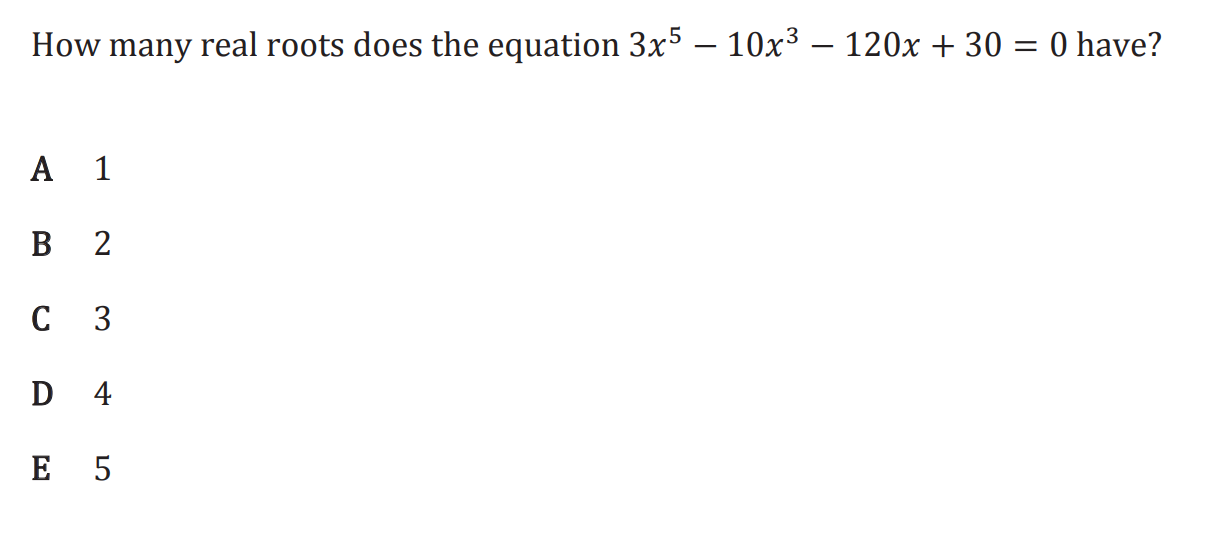 How many real roots does the equation 3x⁵ − 10x³ − 120x + 30 = 0 have?
A 1
B 2
C 3
D 4
E 5